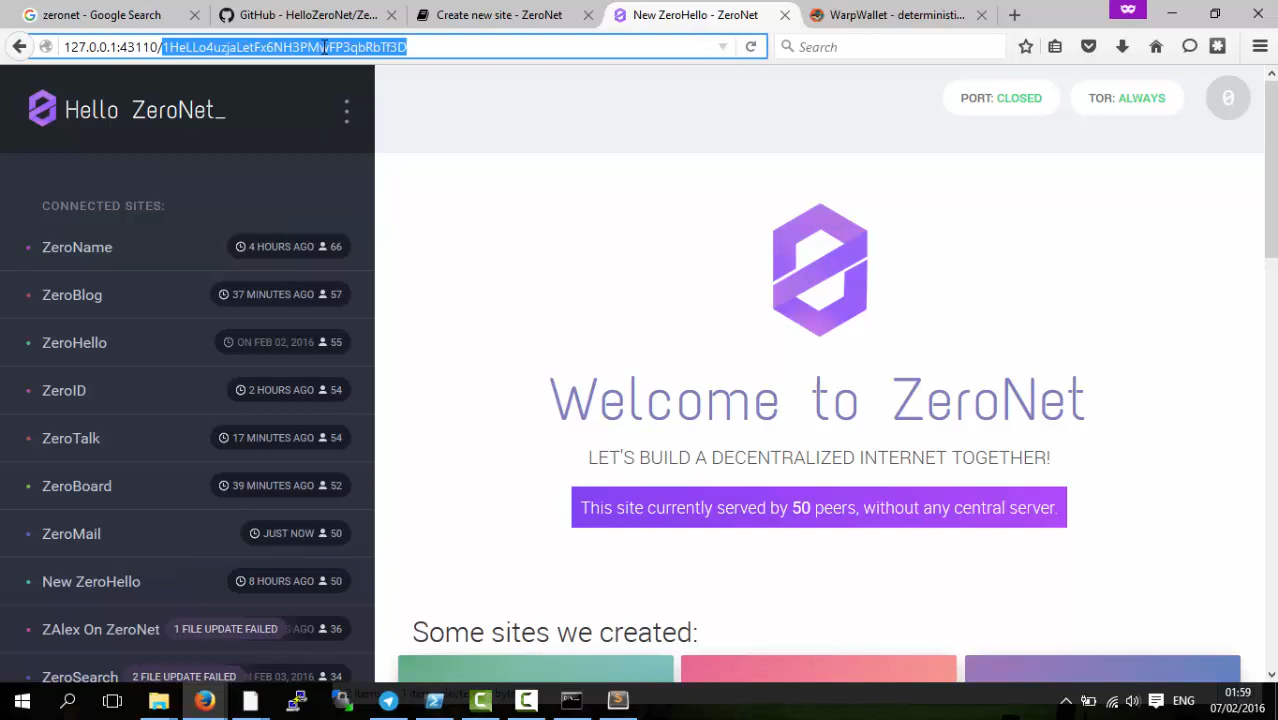 zeronet - Google Search
GitHub - HelloZeroNet/Ze...
Create new site - ZeroNet
New ZeroHello - ZeroNet
WarpWallet - deterministi...
127.0.0.1:43110/1HeLLo4uzjaLetFx6NH3PMwFP3qbRbTf3D
Search
Hello ZeroNet_
PORT: CLOSED
TOR: ALWAYS
CONNECTED SITES:
ZeroName 4 HOURS AGO 66
ZeroBlog 37 MINUTES AGO 57
ZeroHello ON FEB 02, 2016 55
ZeroID 2 HOURS AGO 54
ZeroTalk 17 MINUTES AGO 54
ZeroBoard 39 MINUTES AGO 52
ZeroMail JUST NOW 50
New ZeroHello 8 HOURS AGO 50
ZAlex On ZeroNet 1 FILE UPDATE FAILED AGO 36
ZeroSearch 2 FILE UPDATE FAILED FEB 03, 2016 34
Welcome to ZeroNet
LET'S BUILD A DECENTRALIZED INTERNET TOGETHER!
This site currently served by 50 peers, without any central server.
Some sites we created:
ENG
01:59
07/02/2016